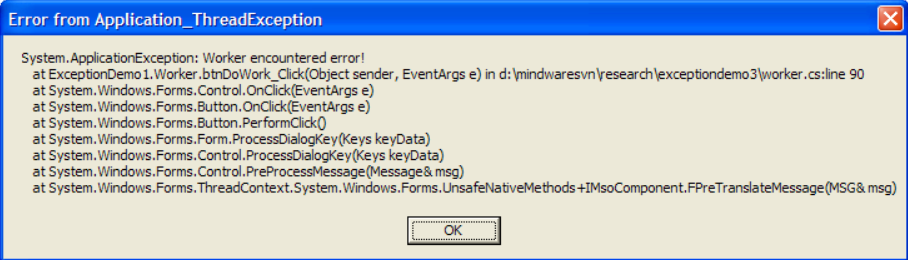 Error from Application_ThreadException
System.ApplicationException: Worker encountered error!
at ExceptionDemo1.Worker.btnDoWork_Click(Object sender, EventArgs e) in d:\mindwaresvn\research\exceptiondemo3\worker.cs:line 90
at System.Windows.Forms.Control.OnClick(EventArgs e)
at System.Windows.Forms.Button.OnClick(EventArgs e)
at System.Windows.Forms.Button.PerformClick()
at System.Windows.Forms.Form.ProcessDialogKey(Keys keyData)
at System.Windows.Forms.Control.ProcessDialogKey(Keys keyData)
at System.Windows.Forms.Control.PreProcessMessage(Message& msg)
at System.Windows.Forms.ThreadContext.System.Windows.Forms.UnsafeNativeMethods+IMsoComponent.FPreTranslateMessage(MSG& msg)
OK